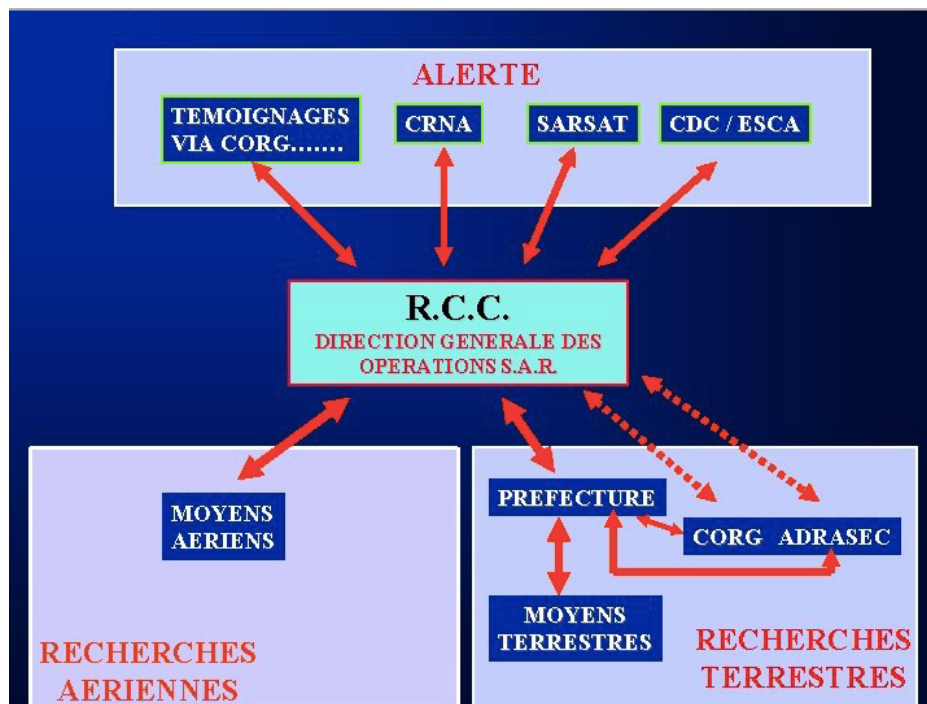 ALERTE
TEMOIGNAGES
VIA CORG.......
CRNA
SARSAT
CDC / ESCA
R.C.C.
DIRECTION GENERALE DES
OPERATIONS S.A.R.
MOYENS
AERIENS
RECHERCHES
AERIENNES
PREFECTURE
CORG ADRASEC
MOYENS
TERRESTRES
RECHERCHES
TERRESTRES